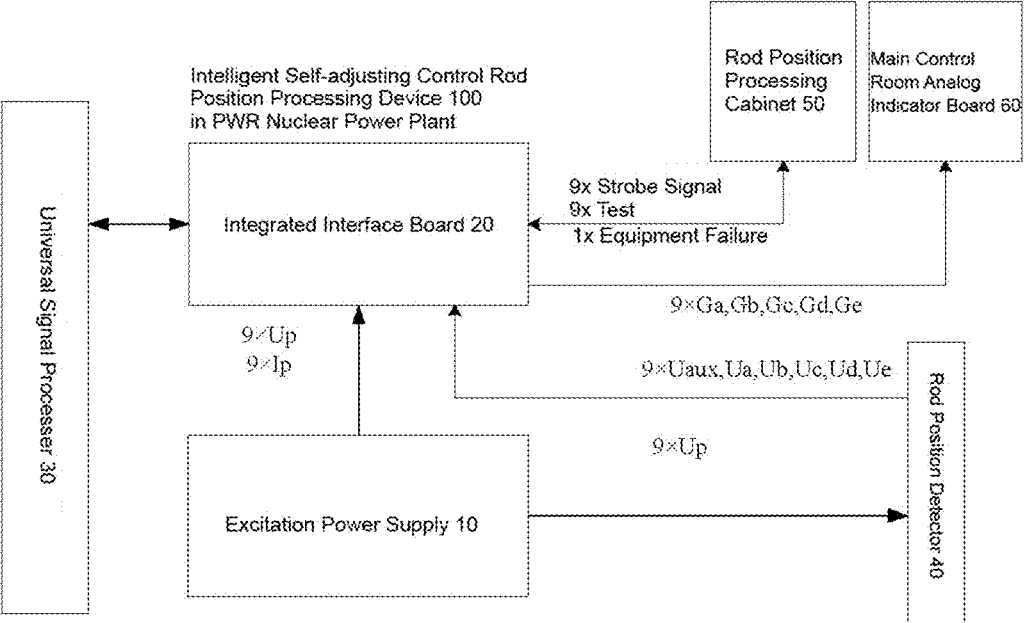 Intelligent Self-adjusting Control Rod
Position Processing Device 100
in PWR Nuclear Power Plant
Rod Position
Processing
Cabinet 50
Main Control
Room Analog
Indicator Board 60
Universal Signal Processer 30
Integrated Interface Board 20
9x Strobe Signal
9x Test
1x Equipment Failure
9×Ga,Gb,Gc,Gd,Ge
9×Up
9×Ip
9×Uaux,Ua,Ub,Uc,Ud,Ue
9×Up
Excitation Power Supply 10
Rod Position Detector 40